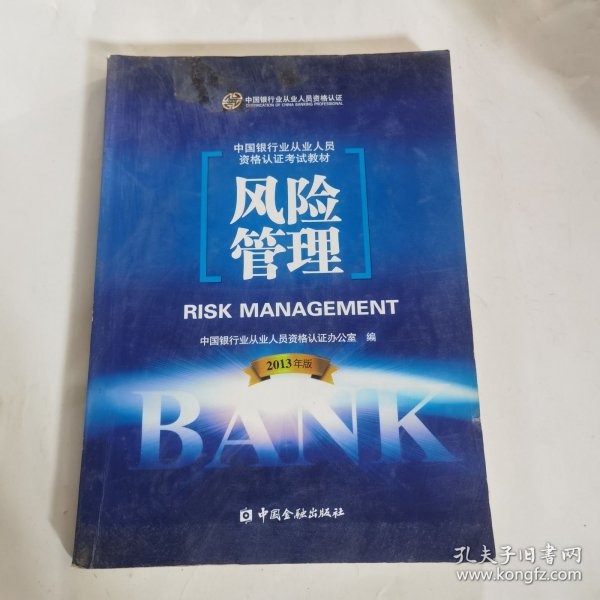 中国银行业从业人员资格认证
CERTIFICATION OF CHINA BANKING PROFESSIONAL
中国银行业从业人员
资格认证考试教材
风险
管理
RISK MANAGEMENT
中国银行业从业人员资格认证办公室 编
2013年版
BANK
中国金融出版社
孔夫子旧书网
www.kongfz.com